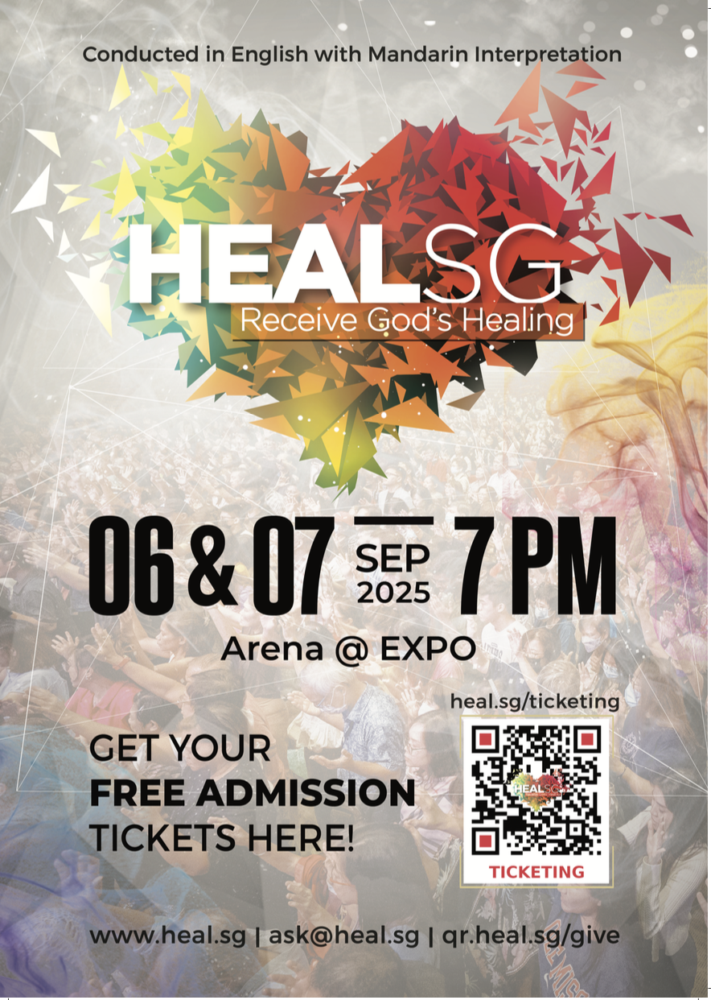 Conducted in English with Mandarin Interpretation
HEALSG
Receive God's Healing
06 & 07 SEP 2025 7 PM
Arena @ EXPO
heal.sg/ticketing
GET YOUR
FREE ADMISSION
TICKETS HERE!
HEALSG
TICKETING
www.heal.sg | ask@heal.sg | qr.heal.sg/give